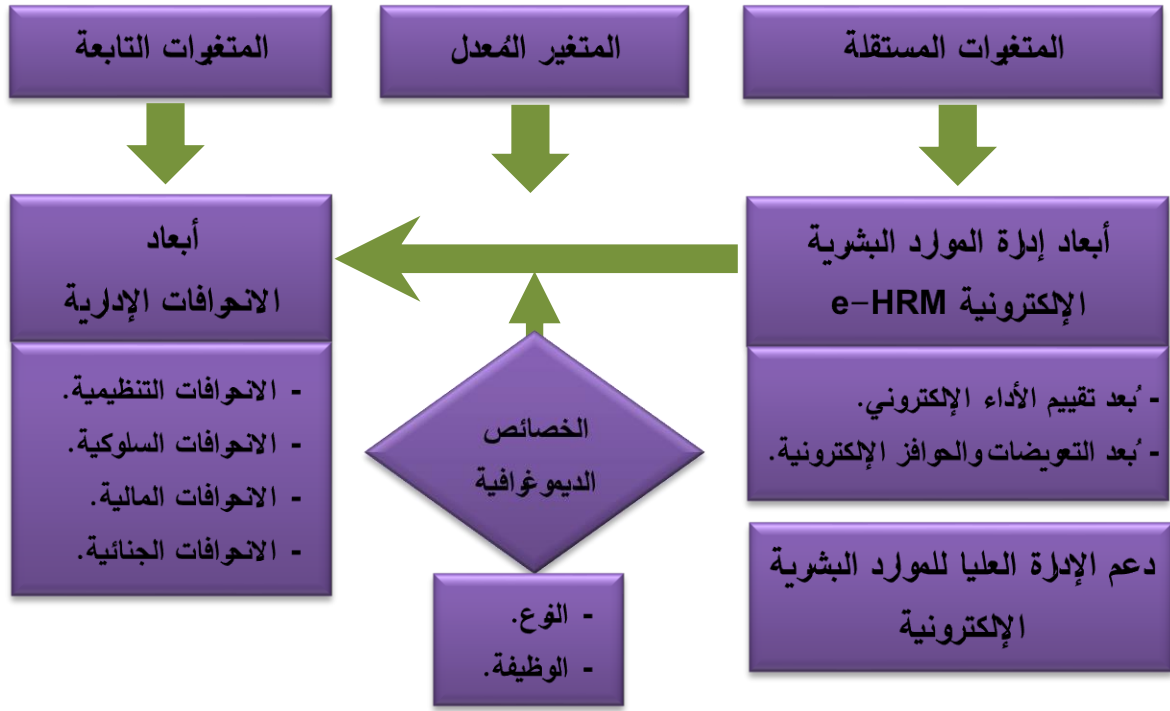 المتغيرات المستقلة
المتغير المُعدل
المتغيرات التابعة
أبعاد إدارة الموارد البشرية
الإلكترونية e-HRM
- بُعد تقييم الأداء الإلكتروني.
- بُعد التعويضات والحوافز الإلكترونية.
دعم الإدارة العليا للموارد البشرية
الإلكترونية
الخصائص
الديموغرافية
- النوع.
- الوظيفة.
أبعاد
الانحرافات الإدارية
- الانحرافات التنظيمية.
- الانحرافات السلوكية.
- الانحرافات المالية.
- الانحرافات الجنائية.